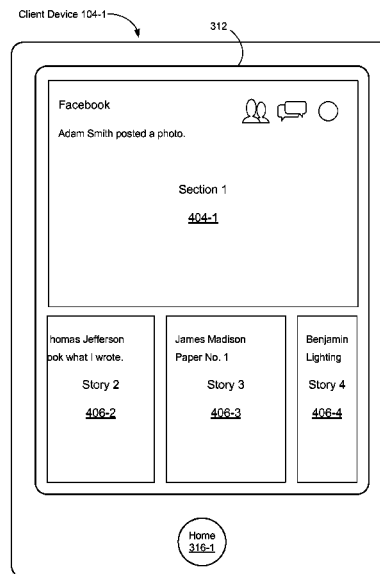 Client Device 104-1
312
Facebook
Adam Smith posted a photo.
Section 1
404-1
homas Jefferson
ook what I wrote.
Story 2
406-2
James Madison
Paper No. 1
Story 3
406-3
Benjamin
Lighting
Story 4
406-4
Home
316-1